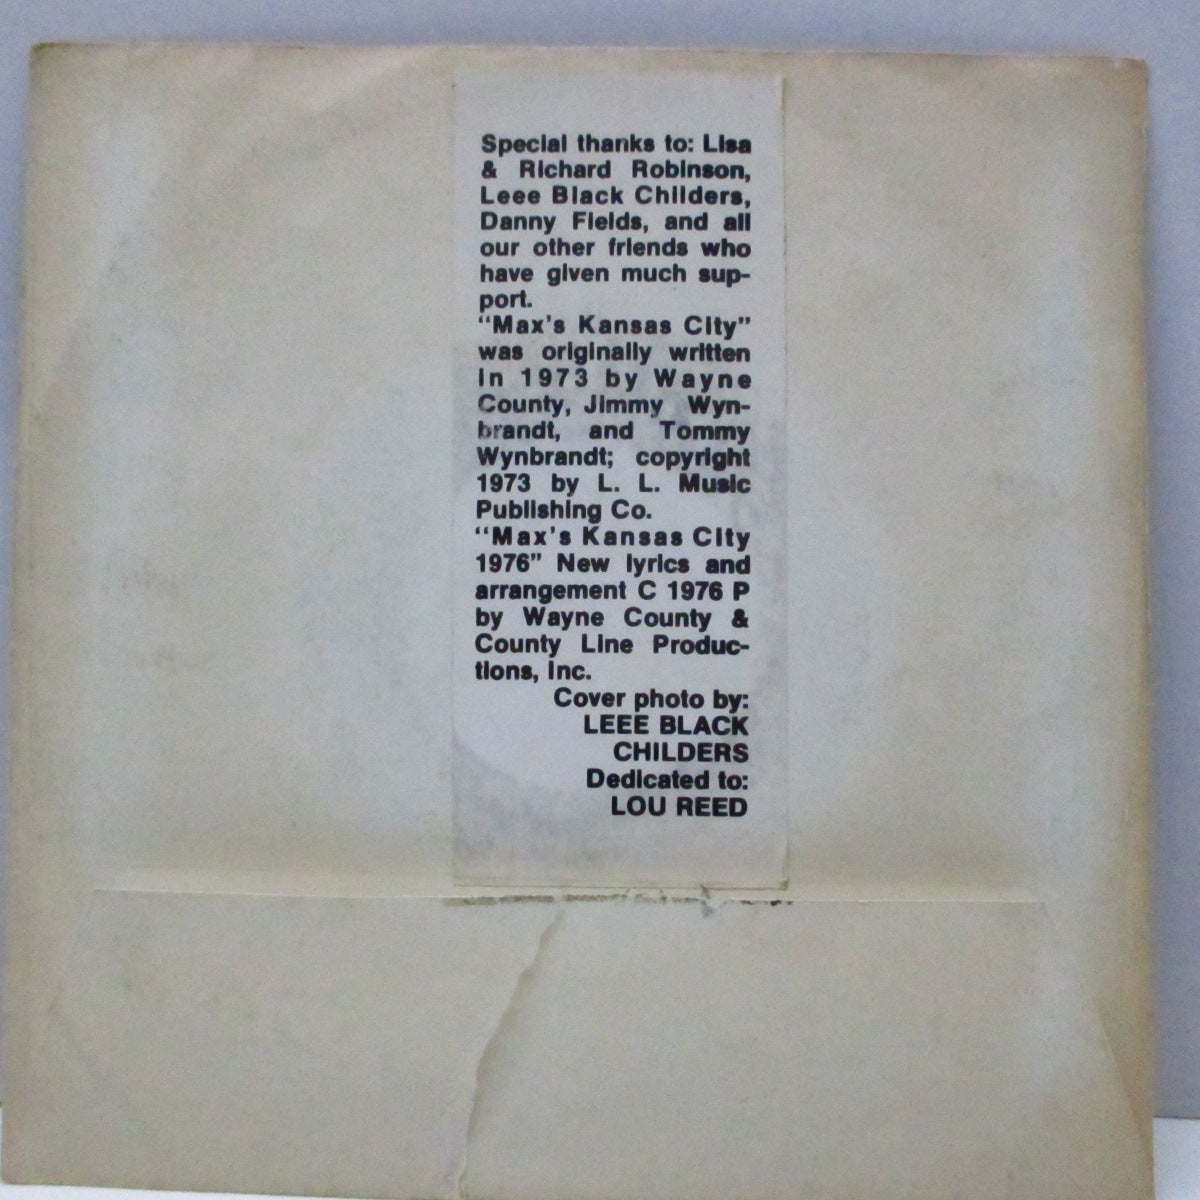 Special thanks to: Lisa
& Richard Robinson,
Leee Black Childers,
Danny Fields, and all
our other friends who
have given much sup-
port.
"Max's Kansas City"
was originally written
in 1973 by Wayne
County, Jimmy Wyn-
brandt, and Tommy
Wynbrandt; copyright
1973 by L. L. Music
Publishing Co.
"Max's Kansas City
1976" New lyrics and
arrangement C 1976 P
by Wayne County &
County Line Produc-
tions, Inc.
Cover photo by:
LEEE BLACK
CHILDERS
Dedicated to:
LOU REED